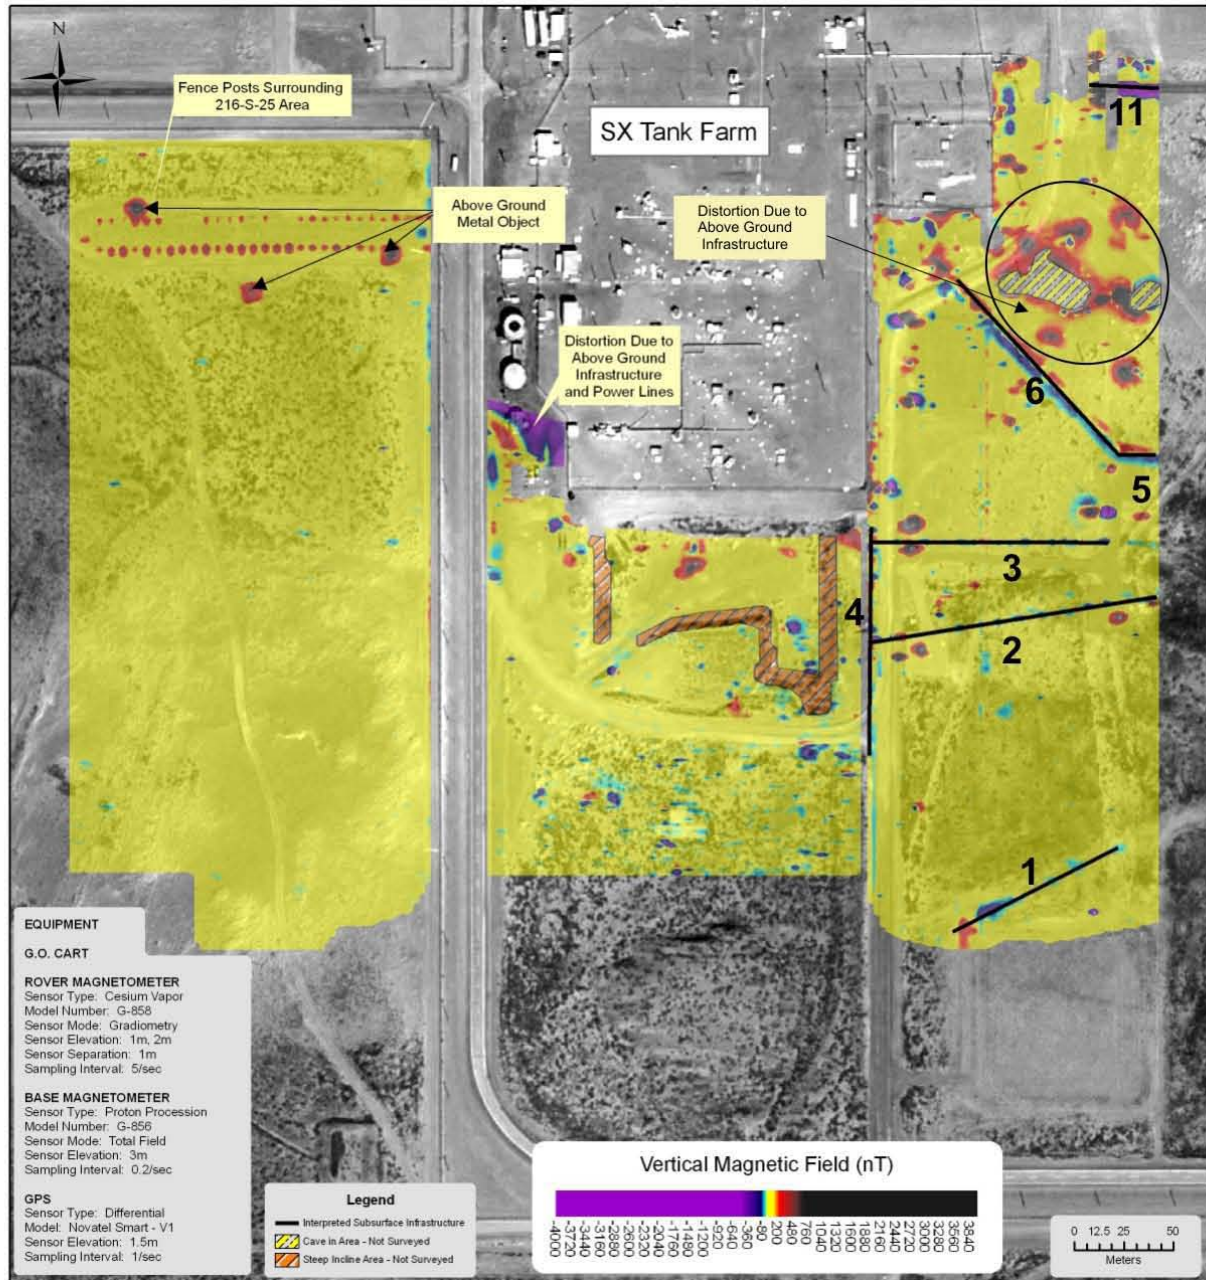 N
Fence Posts Surrounding
216-S-25 Area
SX Tank Farm
11
Above Ground
Metal Object
Distortion Due to
Above Ground
Infrastructure
Distortion Due to
Above Ground
Infrastructure
and Power Lines
6
5
3
4
2
1
EQUIPMENT
G.O. CART
ROVER MAGNETOMETER
Sensor Type: Cesium Vapor
Model Number: G-858
Sensor Mode: Gradiometry
Sensor Elevation: 1m, 2m
Sensor Separation: 1m
Sampling Interval: 5/sec
BASE MAGNETOMETER
Sensor Type: Proton Procession
Model Number: G-856
Sensor Mode: Total Field
Sensor Elevation: 3m
Sampling Interval: 0.2/sec
GPS
Sensor Type: Differential
Model: Novatel Smart - V1
Sensor Elevation: 1.5m
Sampling Interval: 1/sec
Legend
Interpreted Subsurface Infrastructure
Cave in Area - Not Surveyed
Steep Incline Area - Not Surveyed
Vertical Magnetic Field (nT)
-4000 -3720 -3440 -3160 -2880 -2600 -2320 -2040 -1760 -1480 -1200 -920 -640 -360 -80 200 480 760 1040 1320 1600 1880 2160 2440 2720 3000 3280 3560 3840
0 12.5 25 50
Meters